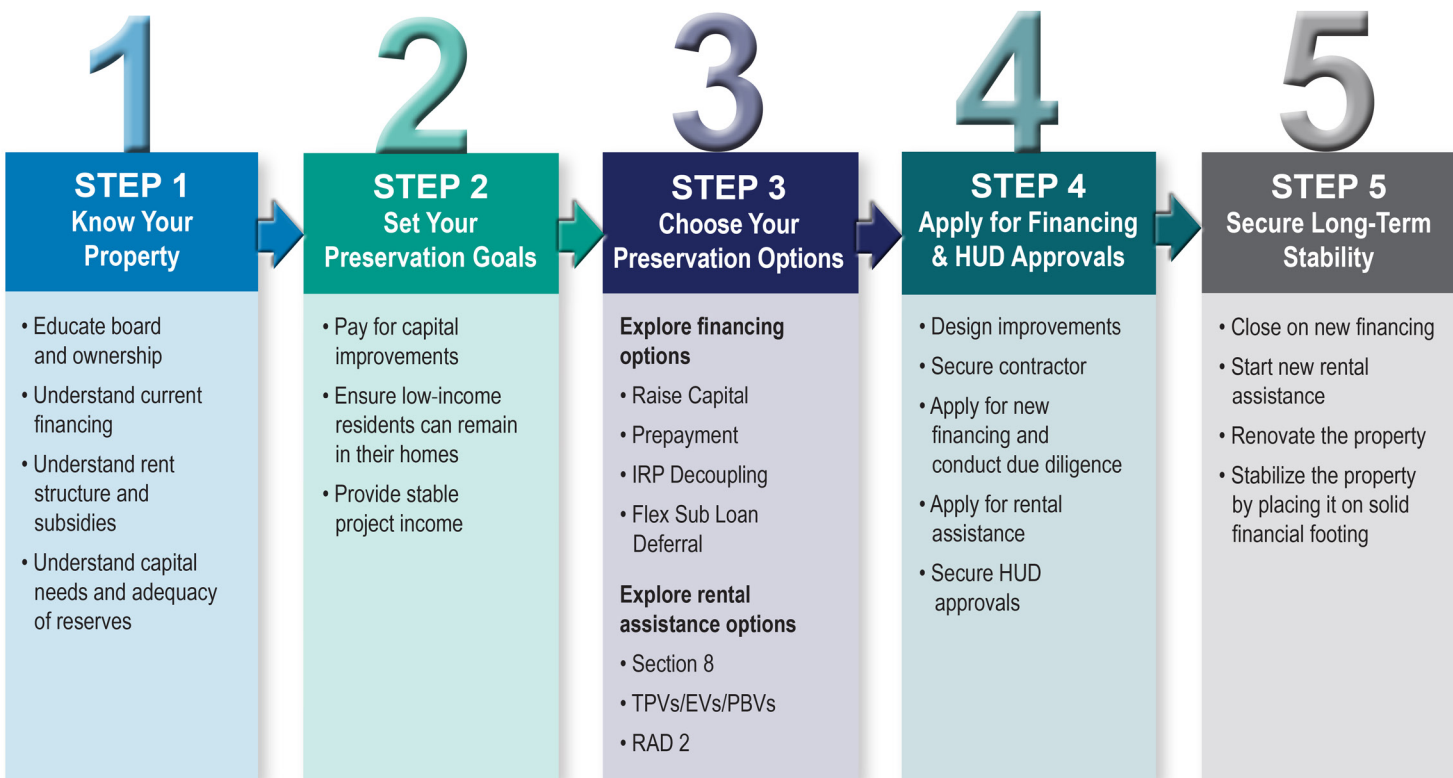 1
STEP 1
Know Your
Property
• Educate board
and ownership
• Understand current
financing
• Understand rent
structure and
subsidies
• Understand capital
needs and adequacy
of reserves
2
STEP 2
Set Your
Preservation Goals
• Pay for capital
improvements
• Ensure low-income
residents can remain
in their homes
• Provide stable
project income
3
STEP 3
Choose Your
Preservation Options
Explore financing
options
• Raise Capital
• Prepayment
• IRP Decoupling
• Flex Sub Loan
Deferral
Explore rental
assistance options
• Section 8
• TPVs/EVs/PBVs
• RAD 2
4
STEP 4
Apply for Financing
& HUD Approvals
• Design improvements
• Secure contractor
• Apply for new
financing and
conduct due diligence
• Apply for rental
assistance
• Secure HUD
approvals
5
STEP 5
Secure Long-Term
Stability
• Close on new financing
• Start new rental
assistance
• Renovate the property
• Stabilize the property
by placing it on solid
financial footing